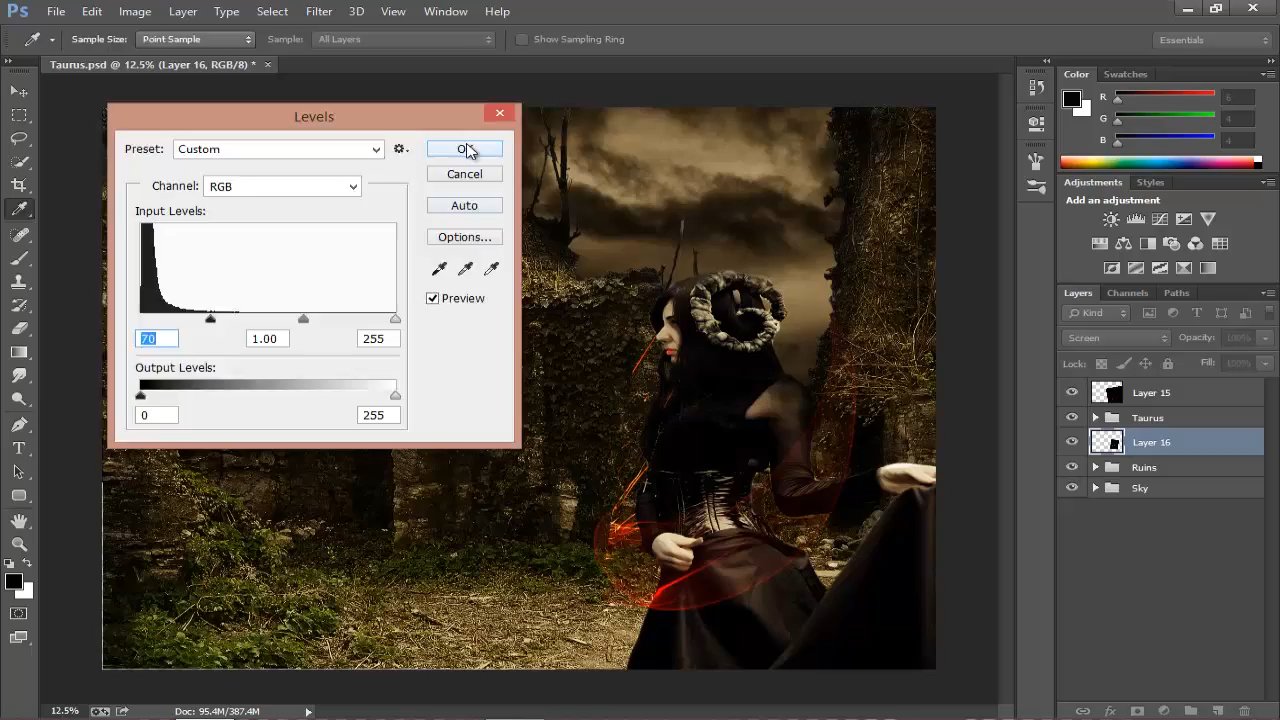 Ps File Edit Image Layer Type Select Filter 3D View Window Help
Sample Size: Point Sample Sample: All Layers Show Sampling Ring Essentials
Taurus.psd @ 12.5% (Layer 16, RGB/8) * ×
Levels
Preset: Custom
Cancel
Channel: RGB
Auto
Input Levels:
Options...
Preview
70 1.00 255
Output Levels:
0 255
Color Swatches
R
G
B
Adjustments Styles
Add an adjustment
Layers Channels Paths
Kind
Screen Opacity: 100%
Lock: Fill: 100%
Layer 15
Taurus
Layer 16
Ruins
Sky
12.5% Doc: 95.4M/387.4M